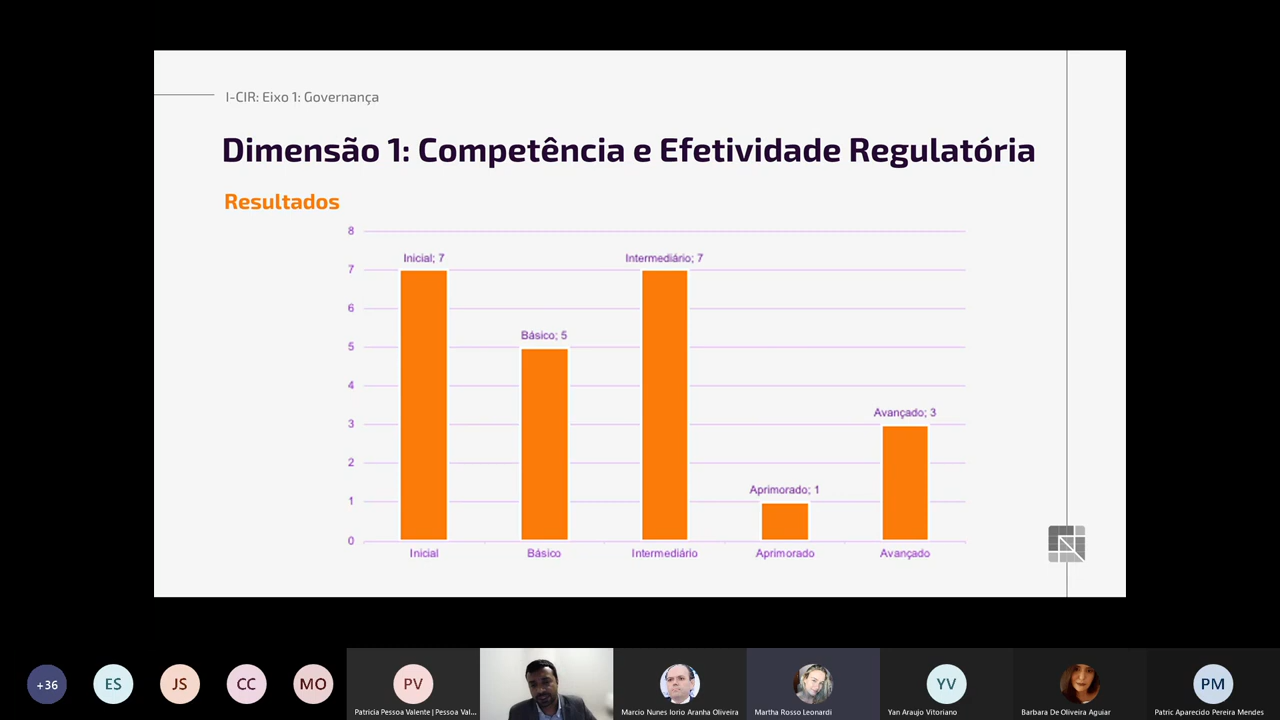 I-CIR: Eixo 1: Governança
Dimensão 1: Competência e Efetividade Regulatória
Resultados
8
7
6
5
4
3
2
1
0
Inicial; 7
Básico; 5
Intermediário; 7
Aprimorado; 1
Avançado; 3
Inicial
Básico
Intermediário
Aprimorado
Avançado
+36
ES
JS
CC
MO
PV
YV
PM
Patricia Pessoa Valente | Pessoa Val...
Marcio Nunes Iorio Aranha Oliveira
Martha Rosso Leonardi
Yan Araujo Vitoriano
Barbara De Oliveira Aguiar
Patric Aparecido Pereira Mendes